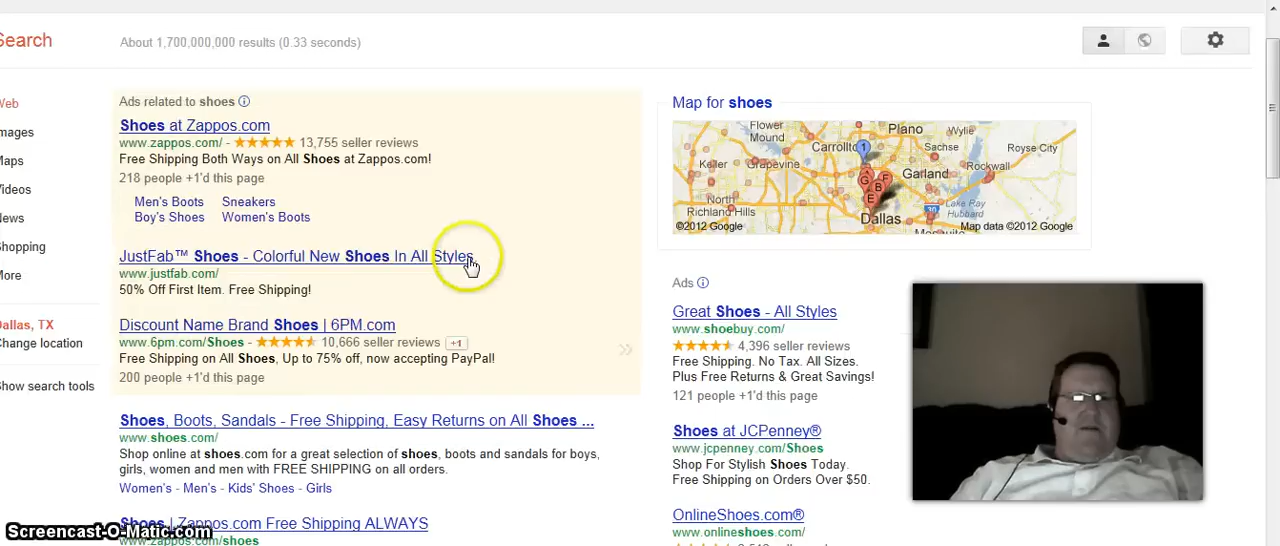 Search
About 1,700,000,000 results (0.33 seconds)
Web
Images
Maps
Videos
News
Shopping
More
Dallas, TX
Change location
Show search tools
Ads related to shoes
Shoes at Zappos.com
www.zappos.com/ - 13,755 seller reviews
Free Shipping Both Ways on All Shoes at Zappos.com!
218 people +1'd this page
Men's Boots Sneakers
Boy's Shoes Women's Boots
JustFab™ Shoes - Colorful New Shoes In All Styles
www.justfab.com/
50% Off First Item. Free Shipping!
Discount Name Brand Shoes | 6PM.com
www.6pm.com/Shoes - 10,666 seller reviews +1
Free Shipping on All Shoes, Up to 75% off, now accepting PayPal!
200 people +1'd this page
Shoes, Boots, Sandals - Free Shipping, Easy Returns on All Shoes ...
www.shoes.com/
Shop online at shoes.com for a great selection of shoes, boots and sandals for boys,
girls, women and men with FREE SHIPPING on all orders.
Women's - Men's - Kids' Shoes - Girls
Shoes | Zappos.com Free Shipping ALWAYS
www.zappos.com/shoes
Map for shoes
Flower
Mound
Plano
Wylie
Carrollto
Sachse
Royse City
Keller
Grapevine
Garland
Rockwall
North
Richland Hills
Dallas
30
Lake Ray
Hubbard
1
G
F
B
E
©2012 Google
Map data ©2012 Google
Ads
Great Shoes - All Styles
www.shoebuy.com/
4,396 seller reviews
Free Shipping. No Tax. All Sizes.
Plus Free Returns & Great Savings!
121 people +1'd this page
Shoes at JCPenney®
www.jcpenney.com/Shoes
Shop For Stylish Shoes Today.
Free Shipping on Orders Over $50.
OnlineShoes.com®
www.onlineshoes.com/
Screencast-O-Matic.com